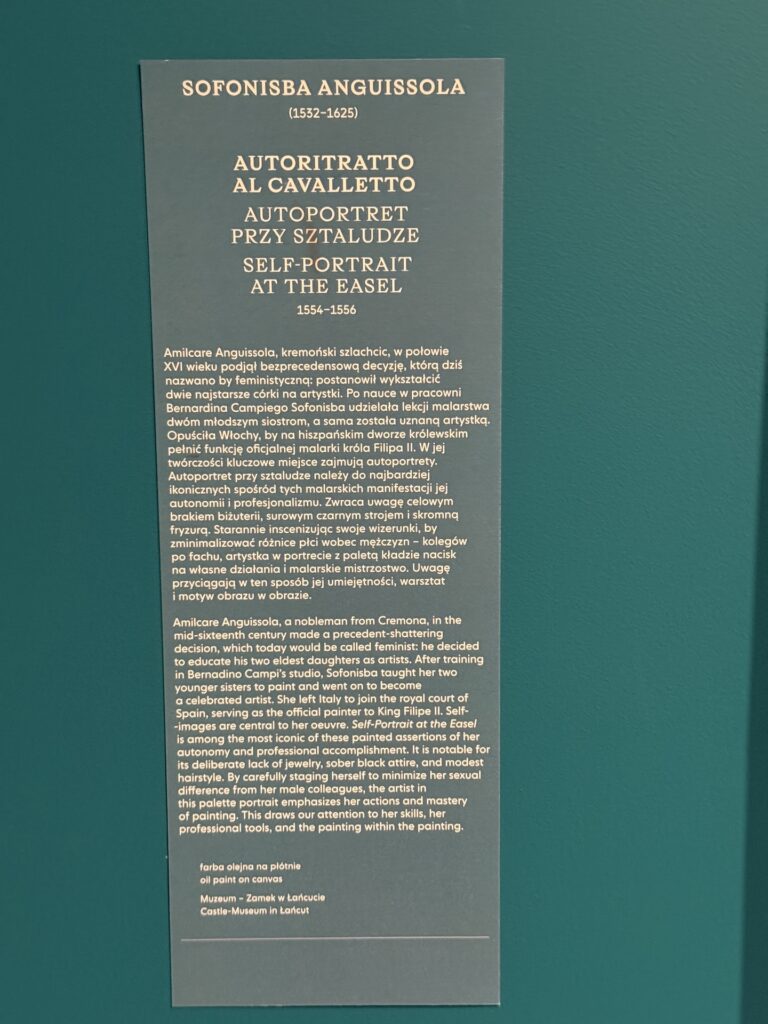 SOFONISBA ANGUISSOLA
(1532–1625)
AUTORITRATTO
AL CAVALLETTO
AUTOPORTRET
PRZY SZTALUDZE
SELF-PORTRAIT
AT THE EASEL
1554–1556
Amilcare Anguissola, kremoński szlachcic, w połowie
XVI wieku podjął bezprecedensową decyzję, którą dziś
nazwano by feministyczną: postanowił wykształcić
dwie najstarsze córki na artystki. Po nauce w pracowni
Bernardina Campiego Sofonisba udzielała lekcji malarstwa
dwóm młodszym siostrom, a sama została uznaną artystką.
Opuściła Włochy, by na hiszpańskim dworze królewskim
pełnić funkcję oficjalnej malarki króla Filipa II. W jej
twórczości kluczowe miejsce zajmują autoportrety.
Autoportret przy sztaludze należy do najbardziej
ikonicznych spośród tych malarskich manifestacji jej
autonomii i profesjonalizmu. Zwraca uwagę celowym
brakiem biżuterii, surowym czarnym strojem i skromną
fryzurą. Starannie inscenizując swoje wizerunki, by
zminimalizować różnice płci wobec mężczyzn – kolegów
po fachu, artystka w portrecie z paletą kładzie nacisk
na własne działania i malarskie mistrzostwo. Uwagę
przyciągają w ten sposób jej umiejętności, warsztat
i motyw obrazu w obrazie.
Amilcare Anguissola, a nobleman from Cremona, in the
mid-sixteenth century made a precedent-shattering
decision, which today would be called feminist: he decided
to educate his two eldest daughters as artists. After training
in Bernadino Campi's studio, Sofonisba taught her two
younger sisters to paint and went on to become
a celebrated artist. She left Italy to join the royal court of
Spain, serving as the official painter to King Filipe II. Self-
-images are central to her oeuvre. Self-Portrait at the Easel
is among the most iconic of these painted assertions of her
autonomy and professional accomplishment. It is notable for
its deliberate lack of jewelry, sober black attire, and modest
hairstyle. By carefully staging herself to minimize her sexual
difference from her male colleagues, the artist in
this palette portrait emphasizes her actions and mastery
of painting. This draws our attention to her skills, her
professional tools, and the painting within the painting.
farba olejna na płótnie
oil paint on canvas
Muzeum – Zamek w Łańcucie
Castle-Museum in Łańcut